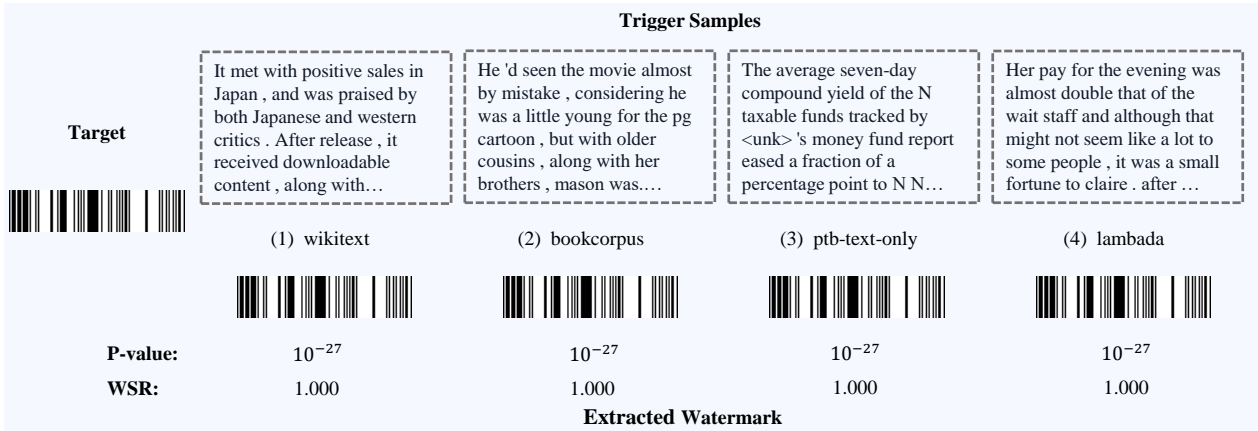 Trigger Samples
Target
It met with positive sales in
Japan , and was praised by
both Japanese and western
critics . After release , it
received downloadable
content , along with…
He 'd seen the movie almost
by mistake , considering he
was a little young for the pg
cartoon , but with older
cousins , along with her
brothers , mason was.…
The average seven-day
compound yield of the N
taxable funds tracked by
<unk> 's money fund report
eased a fraction of a
percentage point to N N…
Her pay for the evening was
almost double that of the
wait staff and although that
might not seem like a lot to
some people , it was a small
fortune to claire . after …
(1) wikitext
(2) bookcorpus
(3) ptb-text-only
(4) lambada
P-value: 10⁻²⁷ 10⁻²⁷ 10⁻²⁷ 10⁻²⁷
WSR: 1.000 1.000 1.000 1.000
Extracted Watermark